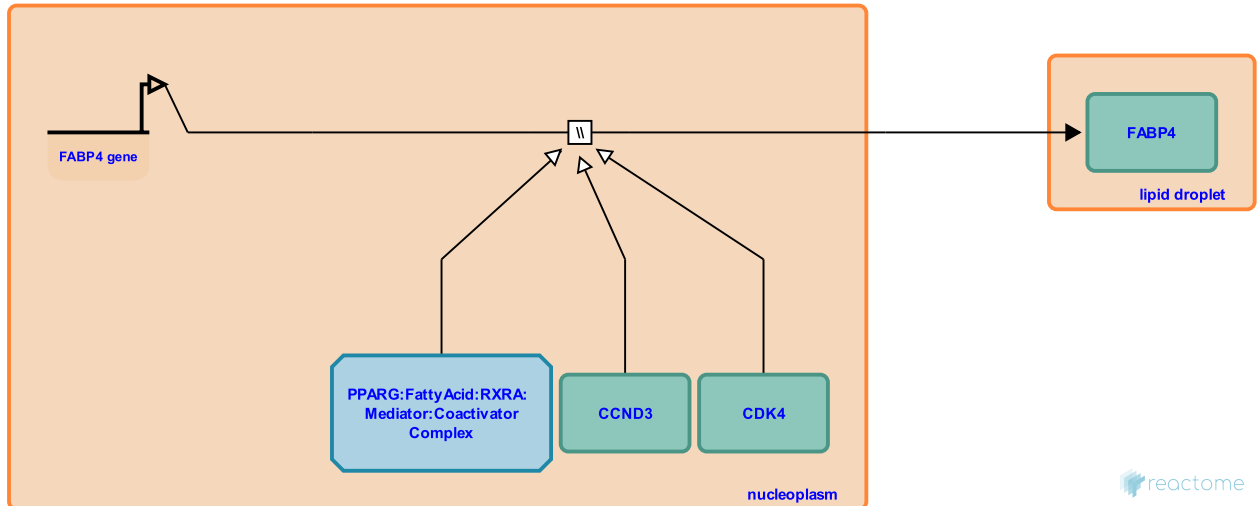 \\
FABP4
FABP4 gene
lipid droplet
PPARG:FattyAcid:RXRA:
Mediator:Coactivator
Complex
CCND3
CDK4
nucleoplasm
reactome